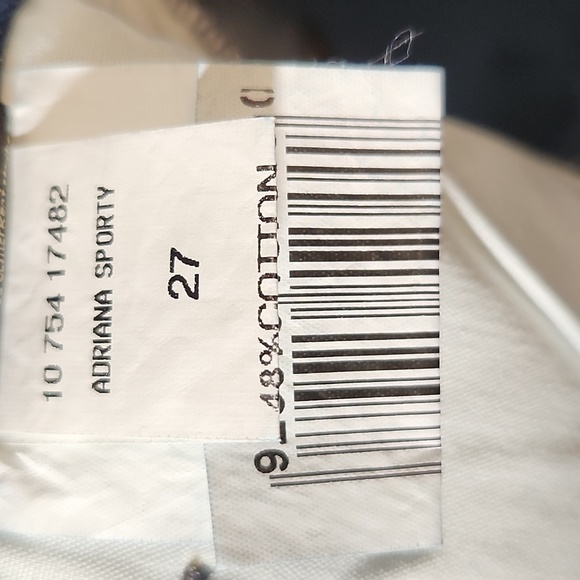 10 754 17482
ADRIANA SPORTY
27
9-48%COTTON